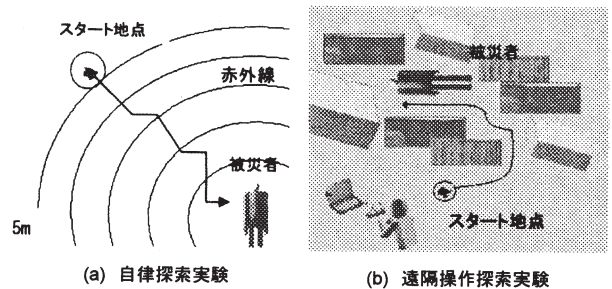 スタート地点
赤外線
被災者
5m
(a) 自律探索実験
被災者
スタート地点
(b) 遠隔操作探索実験